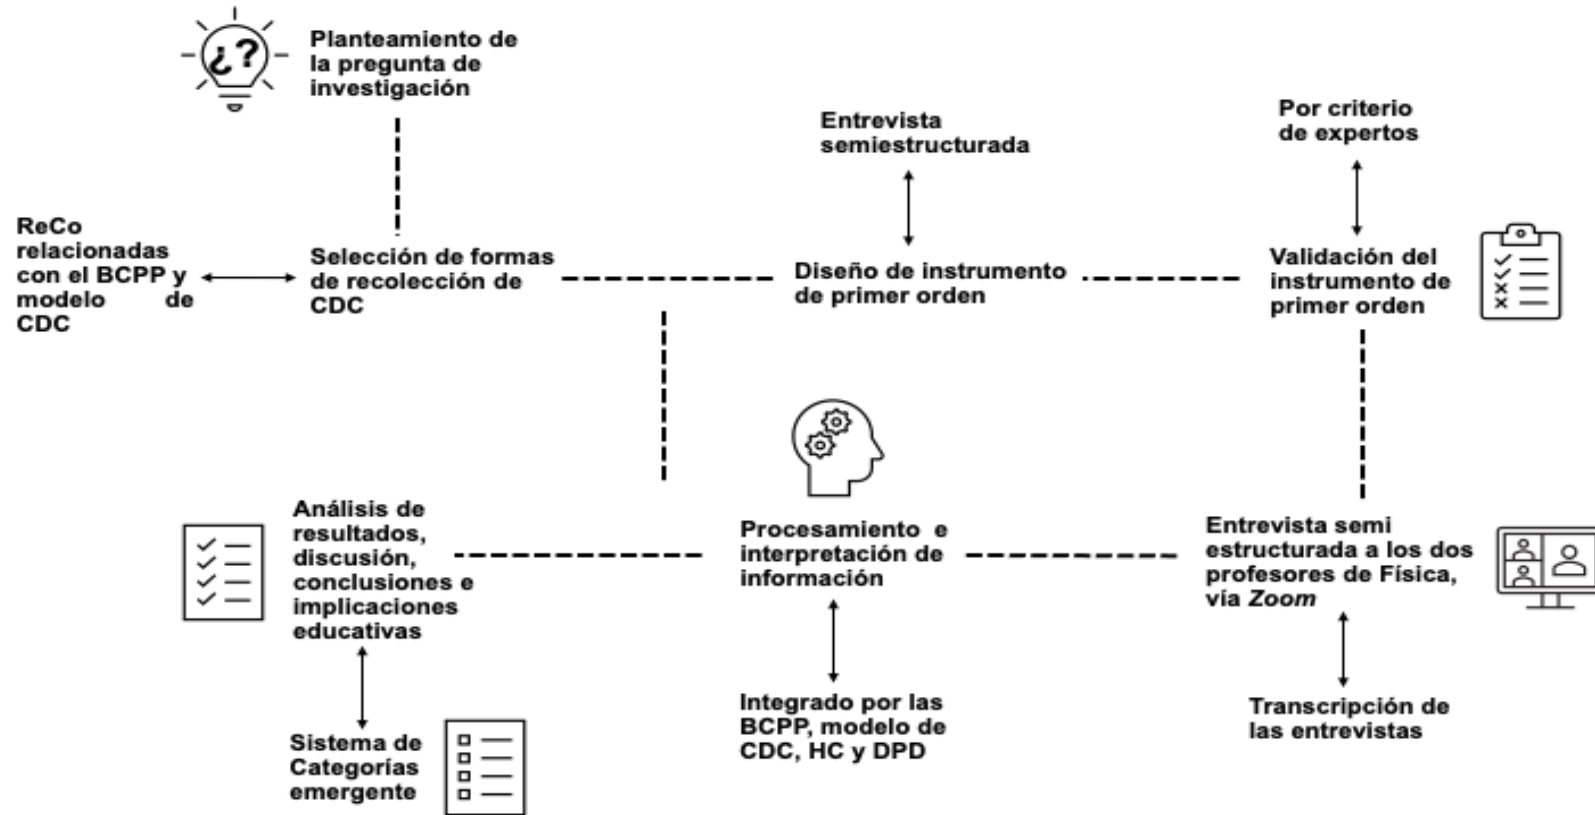 ¿?
Planteamiento de
la pregunta de
investigación
Entrevista
semiestructurada
Por criterio
de expertos
ReCo
relacionadas
con el BCPP y
modelo de
CDC
Selección de formas
de recolección de
CDC
Diseño de instrumento
de primer orden
Validación del
instrumento de
primer orden
Análisis de
resultados,
discusión,
conclusiones e
implicaciones
educativas
Procesamiento e
interpretación de
información
Entrevista semi
estructurada a los dos
profesores de Física,
vía Zoom
Sistema de
Categorías
emergente
Integrado por las
BCPP, modelo de
CDC, HC y DPD
Transcripción de
las entrevistas